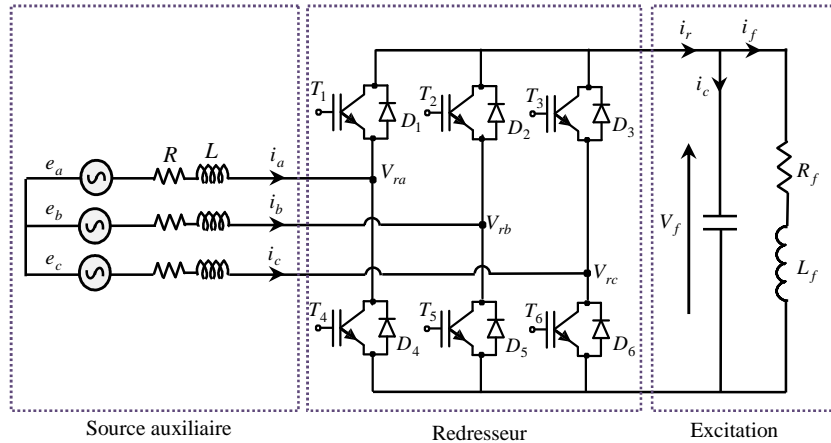 i_r
i_f
T_1
D_1
T_2
D_2
T_3
D_3
i_c
R
L
i_a
e_a
V_ra
R_f
i_b
e_b
V_rb
V_f
i_c
e_c
V_rc
L_f
T_4
D_4
T_5
D_5
T_6
D_6
Source auxiliaire
Redresseur
Excitation